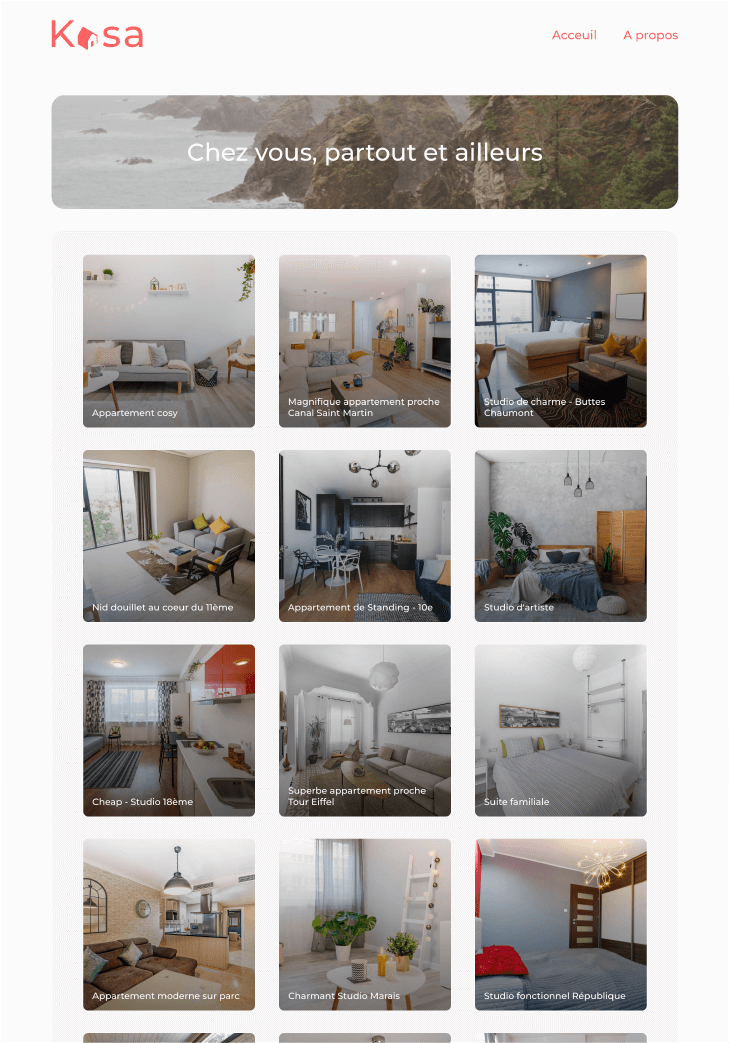 Kasa
Acceuil
A propos
Chez vous, partout et ailleurs
Appartement cosy
Magnifique appartement proche
Canal Saint Martin
Studio de charme - Buttes
Chaumont
Nid douillet au coeur du 11ème
Appartement de Standing - 10e
Studio d'artiste
Cheap - Studio 18ème
Superbe appartement proche
Tour Eiffel
Suite familiale
Appartement moderne sur parc
Charmant Studio Marais
Studio fonctionnel République